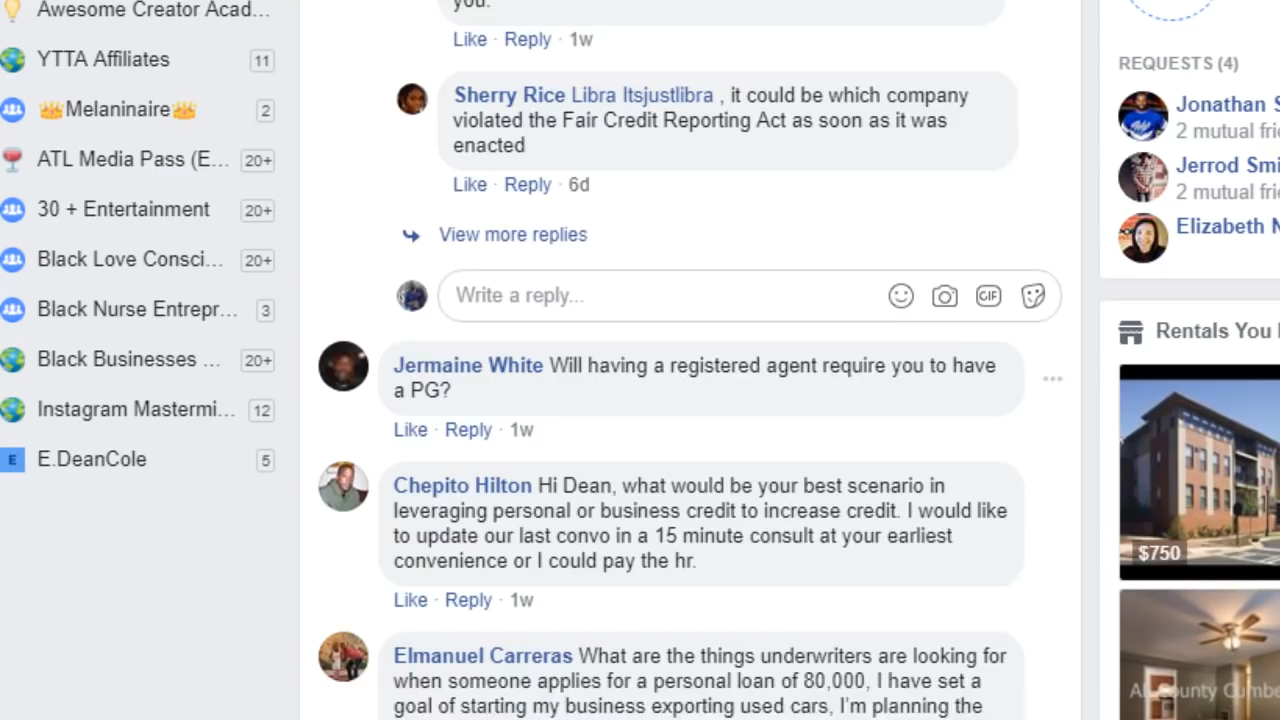 Awesome Creator Acad...
YTTA Affiliates 11
👑Melaninaire👑 2
ATL Media Pass (E... 20+
30 + Entertainment 20+
Black Love Consci... 20+
Black Nurse Entrepr... 3
Black Businesses ... 20+
Instagram Mastermi... 12
E E.DeanCole 5
you.
Like · Reply · 1w
Sherry Rice Libra Itsjustlibra , it could be which company
violated the Fair Credit Reporting Act as soon as it was
enacted
Like · Reply · 6d
View more replies
Write a reply...
GIF
Jermaine White Will having a registered agent require you to have
a PG?
Like · Reply · 1w
Chepito Hilton Hi Dean, what would be your best scenario in
leveraging personal or business credit to increase credit. I would like
to update our last convo in a 15 minute consult at your earliest
convenience or I could pay the hr.
Like · Reply · 1w
Elmanuel Carreras What are the things underwriters are looking for
when someone applies for a personal loan of 80,000, I have set a
goal of starting my business exporting used cars, I'm planning the
REQUESTS (4)
Jonathan S
2 mutual frie
Jerrod Smi
2 mutual frie
Elizabeth N
Rentals You
$750
County Cumbe